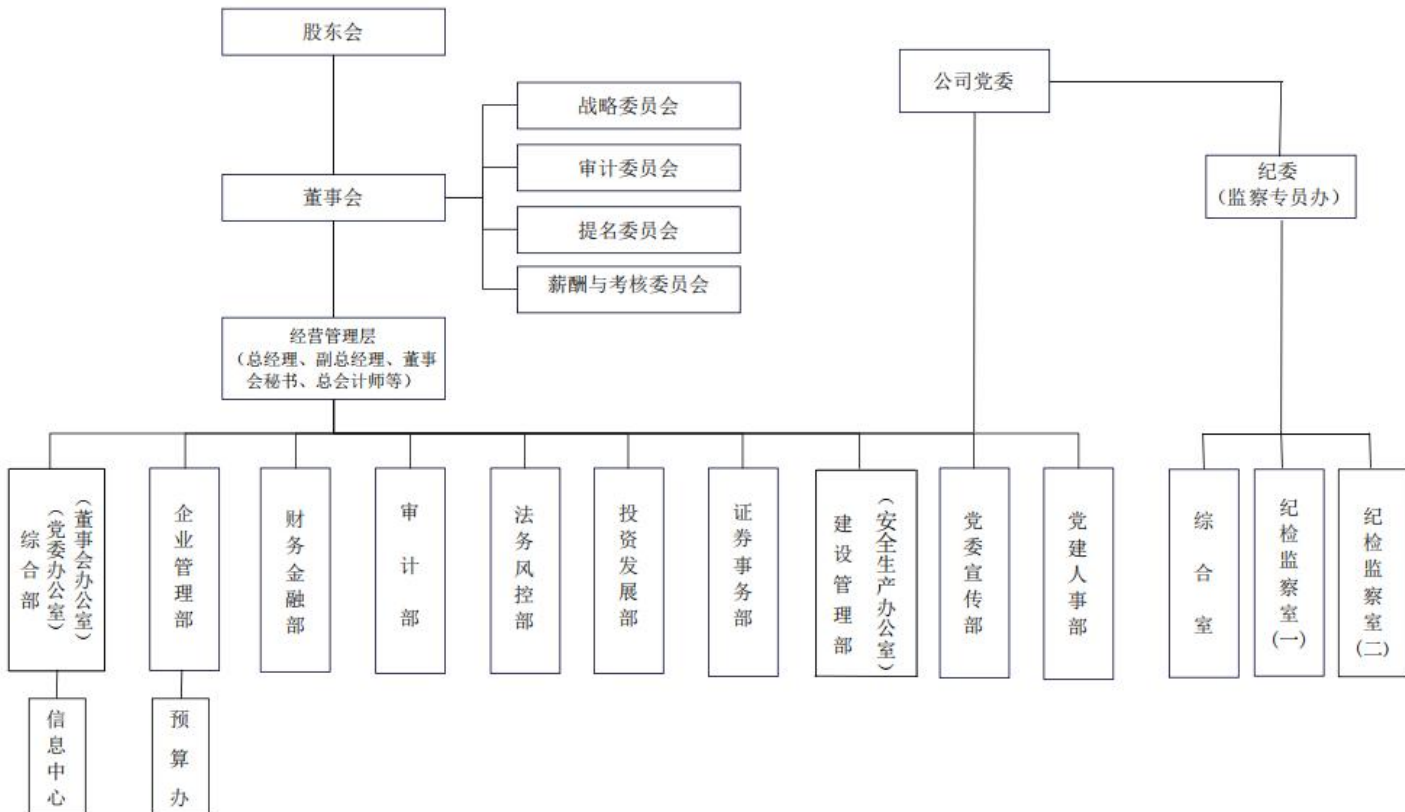 股东会
公司党委
战略委员会
审计委员会
纪委
（监察专员办）
董事会
提名委员会
薪酬与考核委员会
经营管理层
（总经理、副总经理、董事
会秘书、总会计师等）
综合部
（党委办公室）
（董事会办公室）
企业管理部
财务金融部
审计部
法务风控部
投资发展部
证券事务部
建设管理部
（安全生产办公室）
党委宣传部
党建人事部
综合室
纪检监察室(一)
纪检监察室(二)
信息中心
预算办